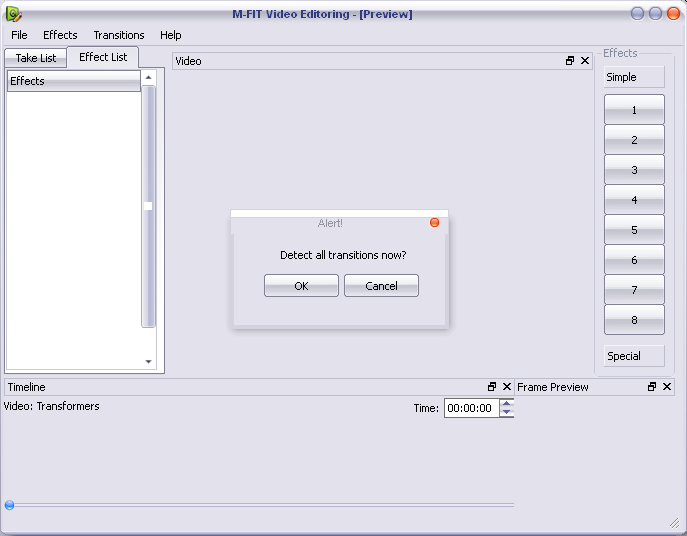 M-FIT Video Editoring - [Preview]
File Effects Transitions Help
Take List Effect List
Effects
Video
Effects
Simple
1
2
3
4
5
6
7
8
Special
Alert!
Detect all transitions now?
OK Cancel
Timeline
Frame Preview
Video: Transformers
Time: 00:00:00